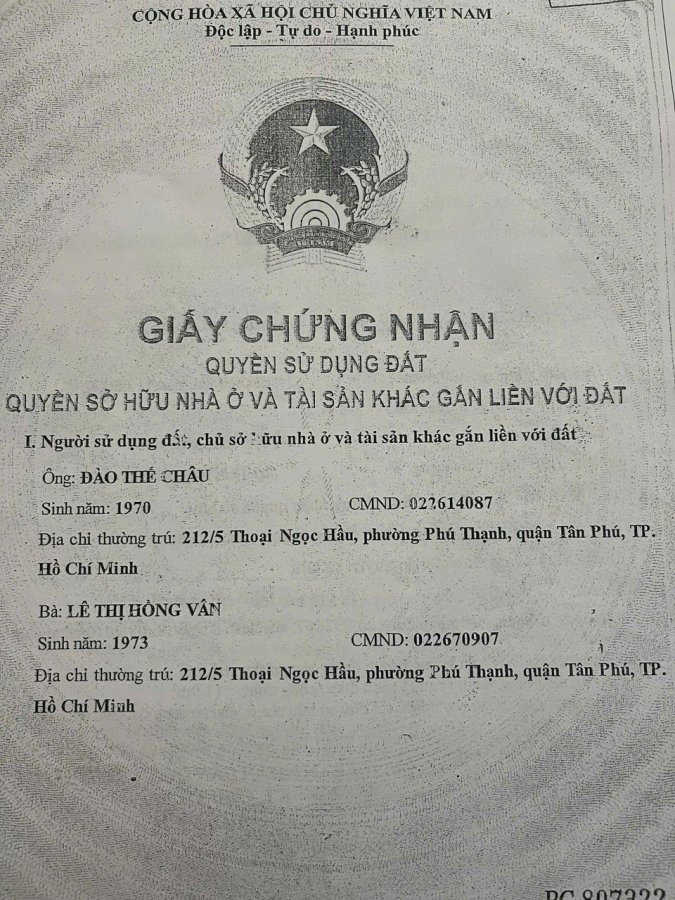 CỘNG HÒA XÃ HỘI CHỦ NGHĨA VIỆT NAM
Độc lập - Tự do - Hạnh phúc
GIẤY CHỨNG NHẬN
QUYỀN SỬ DỤNG ĐẤT
QUYỀN SỞ HỮU NHÀ Ở VÀ TÀI SẢN KHÁC GẮN LIỀN VỚI ĐẤT
I. Người sử dụng đất, chủ sở hữu nhà ở và tài sản khác gắn liền với đất
Ông: ĐÀO THẾ CHÂU
Sinh năm: 1970 CMND: 022614087
Địa chỉ thường trú: 212/5 Thoại Ngọc Hầu, phường Phú Thạnh, quận Tân Phú, TP.
Hồ Chí Minh
Bà: LÊ THỊ HỒNG VÂN
Sinh năm: 1973 CMND: 022670907
Địa chỉ thường trú: 212/5 Thoại Ngọc Hầu, phường Phú Thạnh, quận Tân Phú, TP.
Hồ Chí Minh
807322